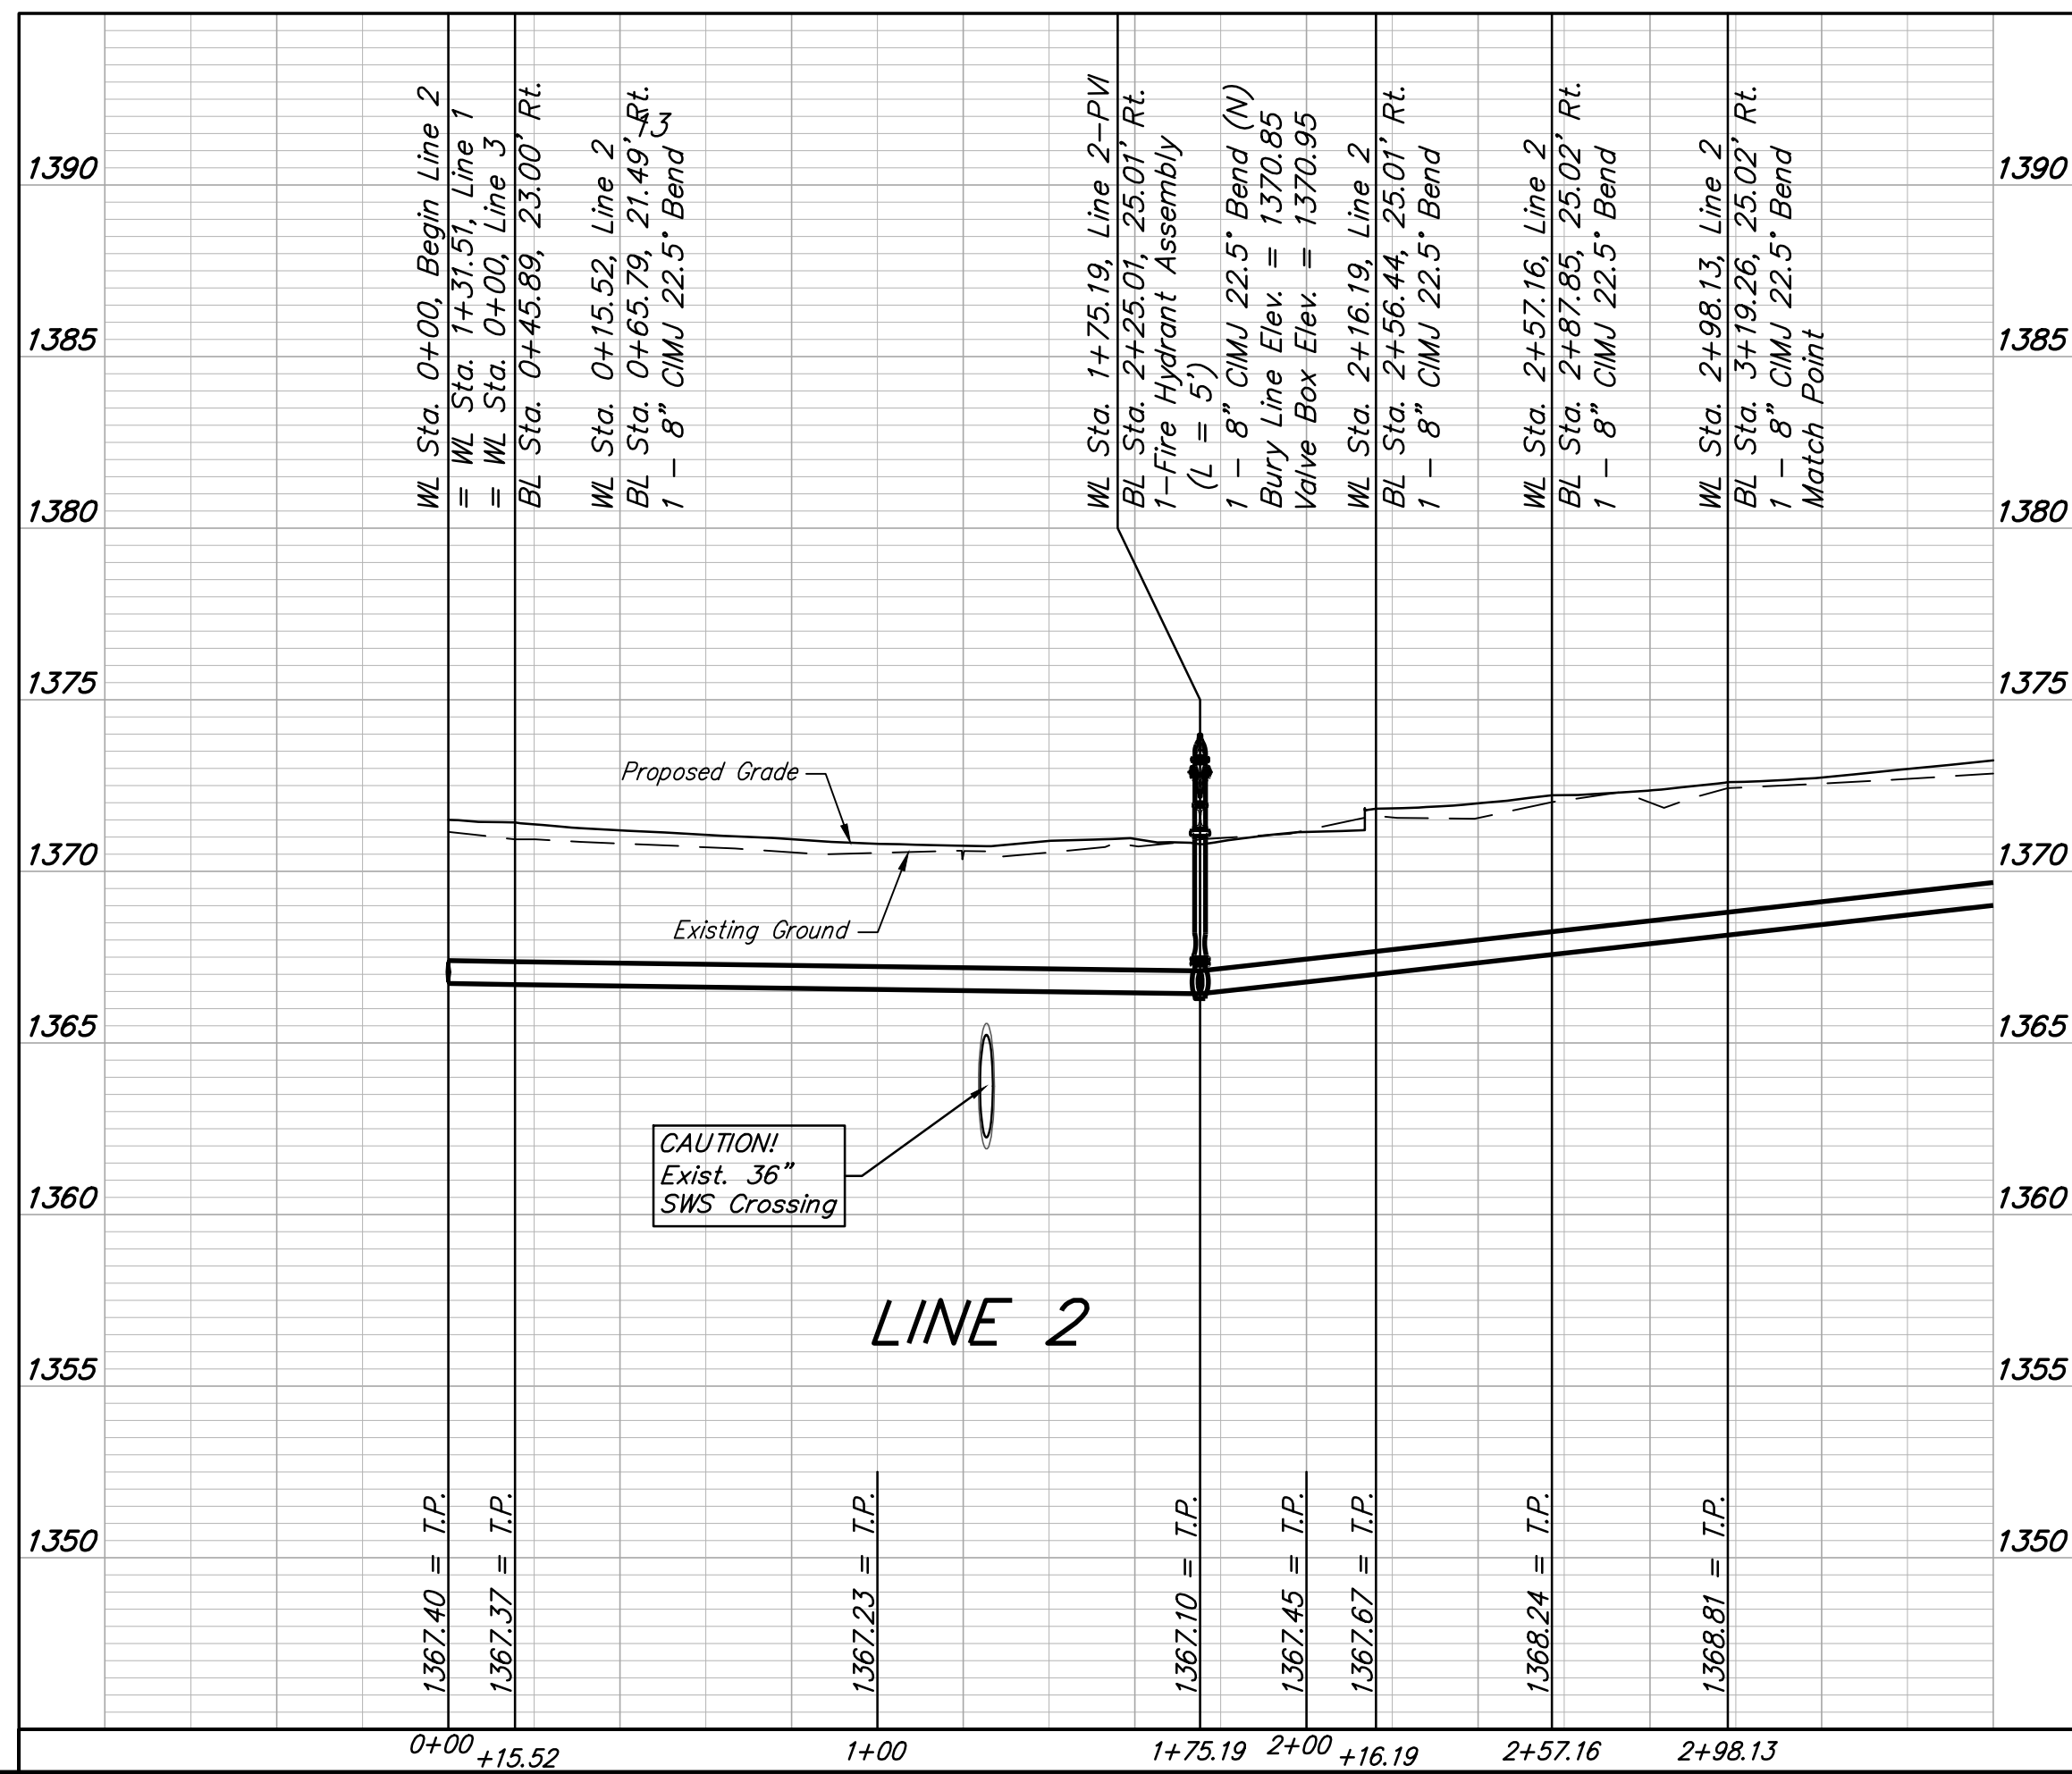 WL Sta. 0+00, Begin Line 2
= WL Sta. 1+31.51, Line 1
= WL Sta. 0+00, Line 3
BL Sta. 0+45.89, 23.00' Rt.
WL Sta. 0+15.52, Line 2
BL Sta. 0+65.79, 21.49' Rt.
13
1 - 8" CIMJ 22.5° Bend
WL Sta. 1+75.19, Line 2-PVI
BL Sta. 2+25.01, 25.01' Rt.
1-Fire Hydrant Assembly
(L = 5')
1 - 8" CIMJ 22.5° Bend (N)
Bury Line Elev. = 1370.85
Valve Box Elev. = 1370.95
WL Sta. 2+16.19, Line 2
BL Sta. 2+56.44, 25.01' Rt.
1 - 8" CIMJ 22.5° Bend
WL Sta. 2+57.16, Line 2
BL Sta. 2+87.85, 25.02' Rt.
1 - 8" CIMJ 22.5° Bend
WL Sta. 2+98.13, Line 2
BL Sta. 3+19.26, 25.02' Rt.
1 - 8" CIMJ 22.5° Bend
Match Point
1390 1390
1385 1385
1380 1380
1375 1375
Proposed Grade
1370 1370
Existing Ground
1365 1365
CAUTION!
Exist. 36"
SWS Crossing
1360 1360
LINE 2
1355 1355
1350 1350
1367.40 = T.P.
1367.37 = T.P.
1367.23 = T.P.
1367.10 = T.P.
1367.45 = T.P.
1367.67 = T.P.
1368.24 = T.P.
1368.81 = T.P.
0+00 +15.52 1+00 1+75.19 2+00 +16.19 2+57.16 2+98.13